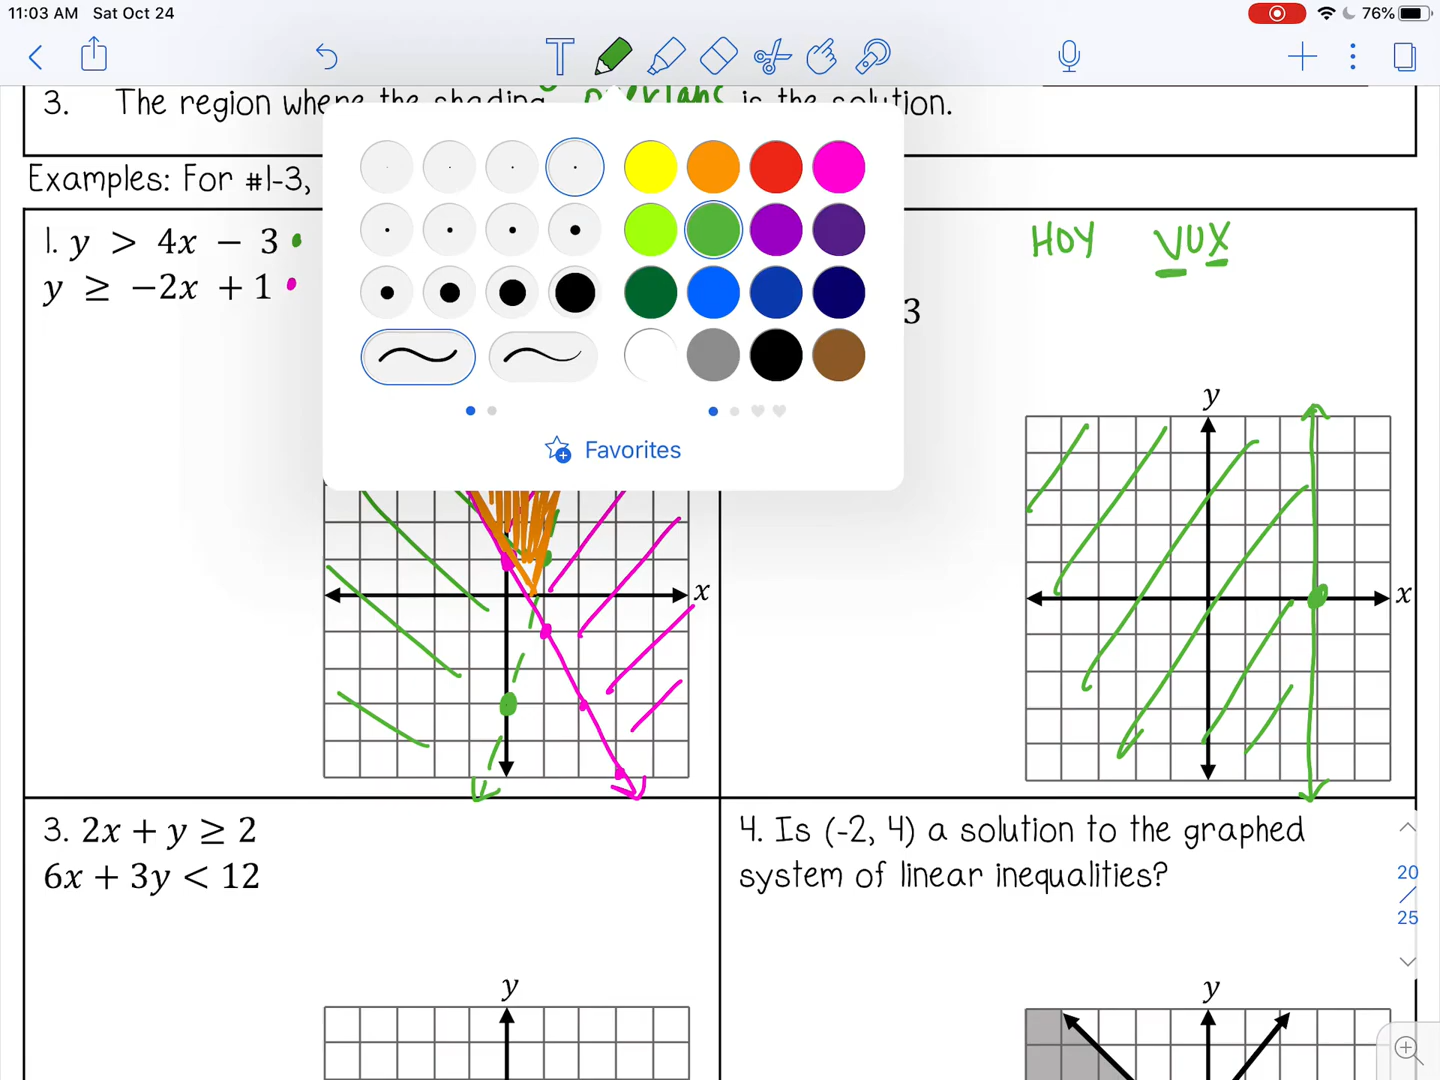 11:03 AM Sat Oct 24
76%
T
3. The region where the shading overlaps is the solution.
Examples: For #1-3,
1. y > 4x − 3
y ≥ −2x + 1
HOY VUX
3
y
x
y
x
Favorites
3. 2x + y ≥ 2
6x + 3y < 12
4. Is (-2, 4) a solution to the graphed
system of linear inequalities?
20
/
25
y
y